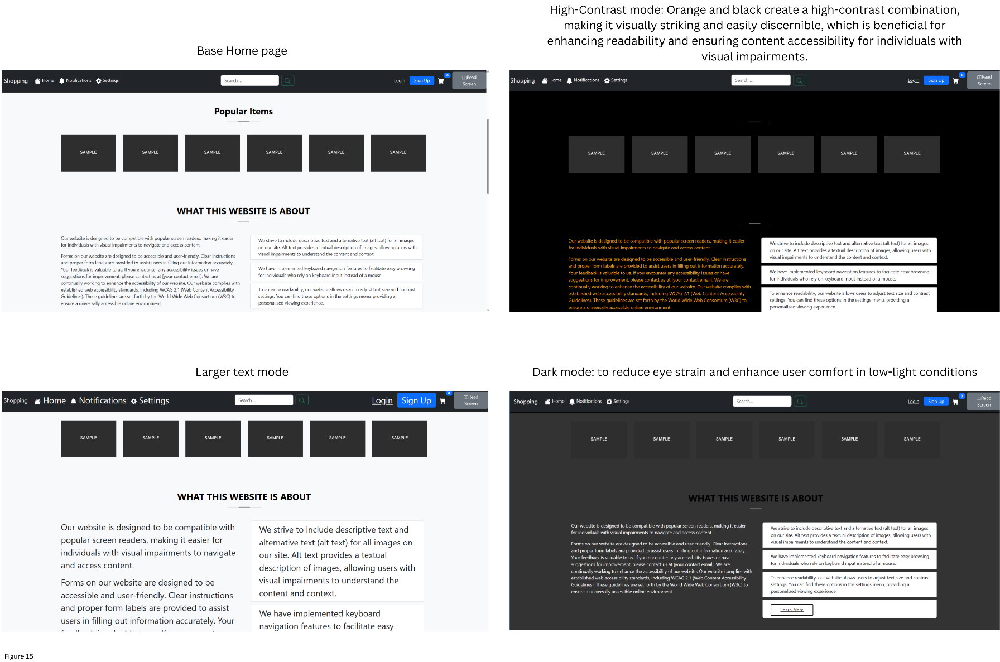 Base Home page
Shopping Home Notifications Settings Search... Login Sign Up 0 Read
Screen
Popular Items
SAMPLE SAMPLE SAMPLE SAMPLE SAMPLE SAMPLE
WHAT THIS WEBSITE IS ABOUT
Our website is designed to be compatible with popular screen readers, making it easier
for individuals with visual impairments to navigate and access content.
Forms on our website are designed to be accessible and user-friendly. Clear instructions
and proper form labels are provided to assist users in filling out information accurately.
Your feedback is valuable to us. If you encounter any accessibility issues or have
suggestions for improvement, please contact us at [your contact email]. We are
continually working to enhance the accessibility of our website. Our website complies with
established web accessibility standards, including WCAG 2.1 (Web Content Accessibility
Guidelines). These guidelines are set forth by the World Wide Web Consortium (W3C) to
ensure a universally accessible online environment.
We strive to include descriptive text and alternative text (alt text) for all images
on our site. Alt text provides a textual description of images, allowing users with
visual impairments to understand the content and context.
We have implemented keyboard navigation features to facilitate easy browsing
for individuals who rely on keyboard input instead of a mouse.
To enhance readability, our website allows users to adjust text size and contrast
settings. You can find these options in the settings menu, providing a
personalized viewing experience.
High-Contrast mode: Orange and black create a high-contrast combination,
making it visually striking and easily discernible, which is beneficial for
enhancing readability and ensuring content accessibility for individuals with
visual impairments.
Shopping Home Notifications Settings Search... Login Sign Up 0 Read
Screen
SAMPLE SAMPLE SAMPLE SAMPLE SAMPLE SAMPLE
Our website is designed to be compatible with popular screen readers, making it easier
for individuals with visual impairments to navigate and access content.
Forms on our website are designed to be accessible and user-friendly. Clear instructions
and proper form labels are provided to assist users in filling out information accurately.
Your feedback is valuable to us. If you encounter any accessibility issues or have
suggestions for improvement, please contact us at [your contact email]. We are
continually working to enhance the accessibility of our website. Our website complies with
established web accessibility standards, including WCAG 2.1 (Web Content Accessibility
Guidelines). These guidelines are set forth by the World Wide Web Consortium (W3C) to
ensure a universally accessible online environment.
We strive to include descriptive text and alternative text (alt text) for all images
on our site. Alt text provides a textual description of images, allowing users with
visual impairments to understand the content and context.
We have implemented keyboard navigation features to facilitate easy browsing
for individuals who rely on keyboard input instead of a mouse.
To enhance readability, our website allows users to adjust text size and contrast
settings. You can find these options in the settings menu, providing a
personalized viewing experience.
Larger text mode
Shopping Home Notifications Settings Search... Login Sign Up 0 Read
Screen
SAMPLE SAMPLE SAMPLE SAMPLE SAMPLE SAMPLE
WHAT THIS WEBSITE IS ABOUT
Our website is designed to be compatible with
popular screen readers, making it easier for
individuals with visual impairments to navigate
and access content.
Forms on our website are designed to be
accessible and user-friendly. Clear instructions
and proper form labels are provided to assist
users in filling out information accurately. Your
We strive to include descriptive text and
alternative text (alt text) for all images on
our site. Alt text provides a textual
description of images, allowing users with
visual impairments to understand the
content and context.
We have implemented keyboard
navigation features to facilitate easy
Dark mode: to reduce eye strain and enhance user comfort in low-light conditions
Shopping Home Notifications Settings Search... Login Sign Up 0 Read
Screen
SAMPLE SAMPLE SAMPLE SAMPLE SAMPLE SAMPLE
WHAT THIS WEBSITE IS ABOUT
Our website is designed to be compatible with popular screen readers, making it easier
for individuals with visual impairments to navigate and access content.
Forms on our website are designed to be accessible and user-friendly. Clear instructions
and proper form labels are provided to assist users in filling out information accurately.
Your feedback is valuable to us. If you encounter any accessibility issues or have
suggestions for improvement, please contact us at [your contact email]. We are
continually working to enhance the accessibility of our website. Our website complies with
established web accessibility standards, including WCAG 2.1 (Web Content Accessibility
Guidelines). These guidelines are set forth by the World Wide Web Consortium (W3C) to
ensure a universally accessible online environment.
We strive to include descriptive text and alternative text (alt text) for all images
on our site. Alt text provides a textual description of images, allowing users with
visual impairments to understand the content and context.
We have implemented keyboard navigation features to facilitate easy browsing
for individuals who rely on keyboard input instead of a mouse.
To enhance readability, our website allows users to adjust text size and contrast
settings. You can find these options in the settings menu, providing a
personalized viewing experience.
Learn More
Figure 15